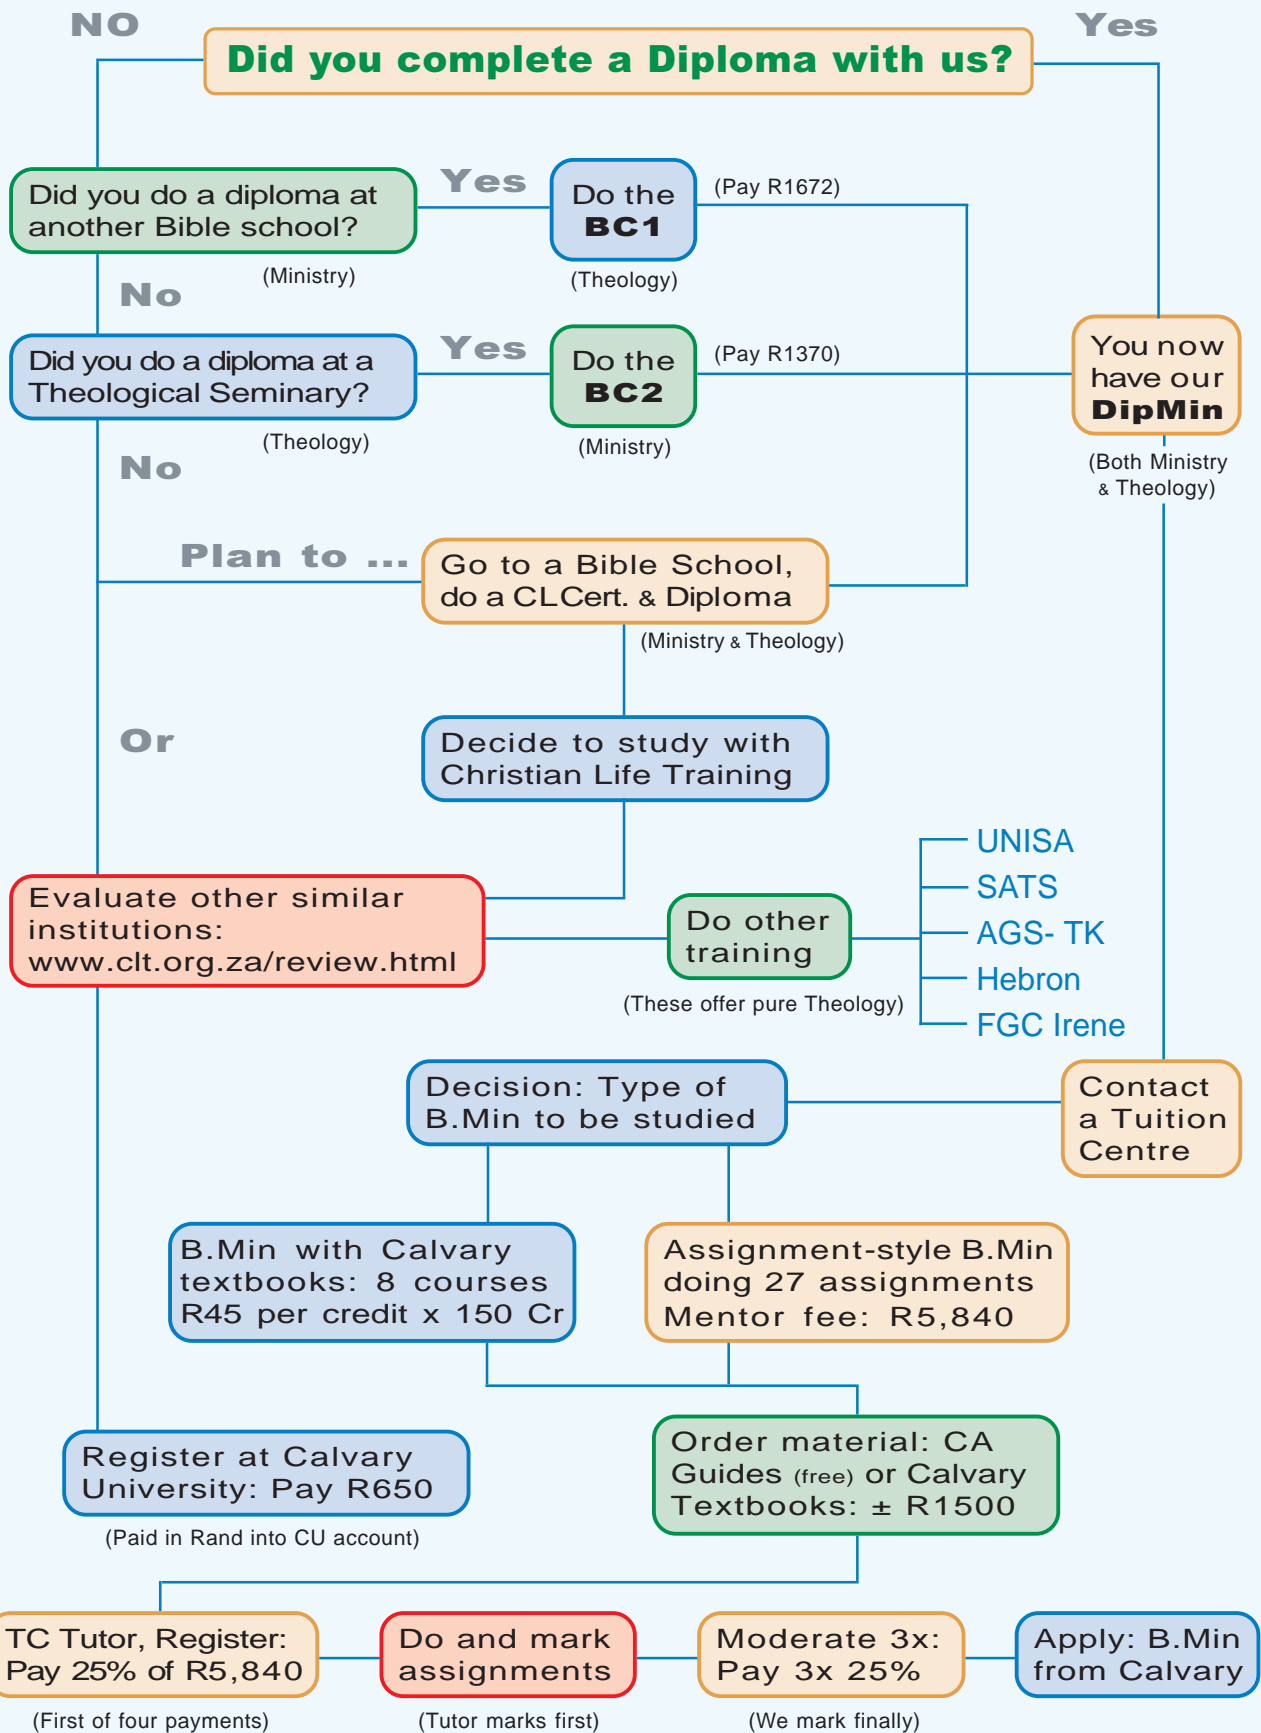 NO
Yes
Did you complete a Diploma with us?
Did you do a diploma at
another Bible school?
(Ministry)
Yes
Do the
BC1
(Theology)
(Pay R1672)
No
Did you do a diploma at a
Theological Seminary?
(Theology)
Yes
Do the
BC2
(Ministry)
(Pay R1370)
You now
have our
DipMin
(Both Ministry
& Theology)
No
Plan to ...
Go to a Bible School,
do a CLCert. & Diploma
(Ministry & Theology)
Or
Decide to study with
Christian Life Training
Evaluate other similar
institutions:
www.clt.org.za/review.html
Do other
training
(These offer pure Theology)
UNISA
SATS
AGS- TK
Hebron
FGC Irene
Decision: Type of
B.Min to be studied
Contact
a Tuition
Centre
B.Min with Calvary
textbooks: 8 courses
R45 per credit x 150 Cr
Assignment-style B.Min
doing 27 assignments
Mentor fee: R5,840
Register at Calvary
University: Pay R650
(Paid in Rand into CU account)
Order material: CA
Guides (free) or Calvary
Textbooks: ± R1500
TC Tutor, Register:
Pay 25% of R5,840
(First of four payments)
Do and mark
assignments
(Tutor marks first)
Moderate 3x:
Pay 3x 25%
(We mark finally)
Apply: B.Min
from Calvary